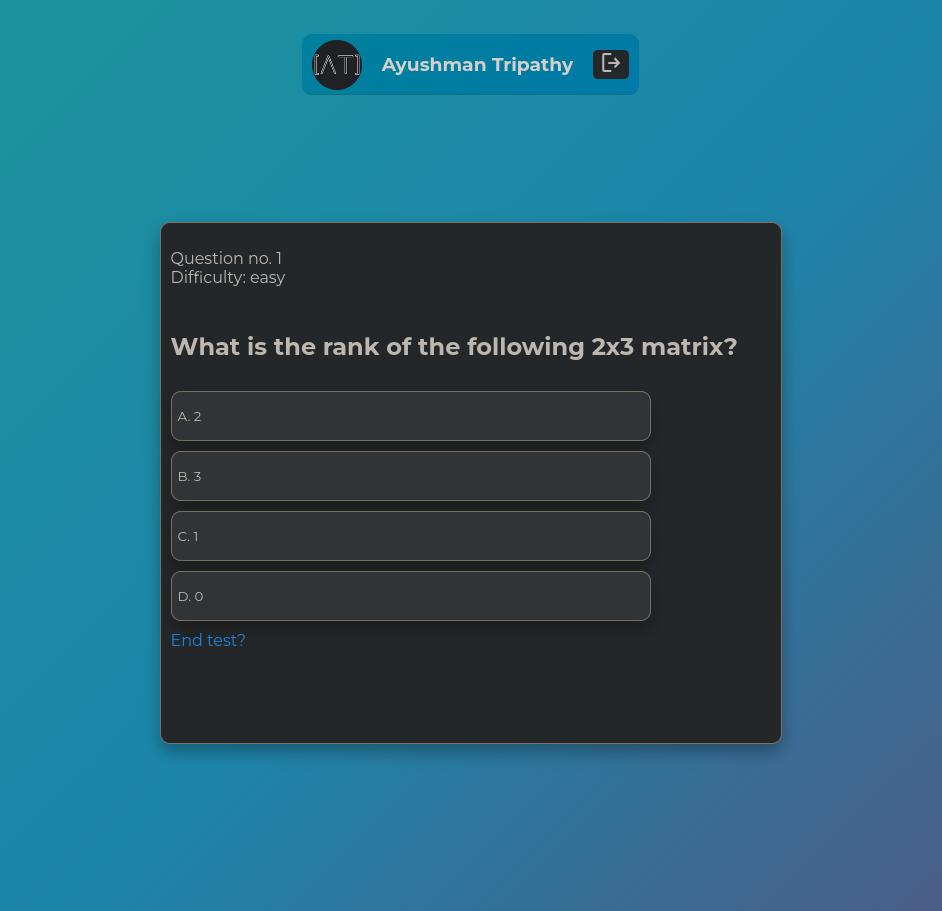 [AT]
Ayushman Tripathy
Question no. 1
Difficulty: easy
What is the rank of the following 2x3 matrix?
A. 2
B. 3
C. 1
D. 0
End test?